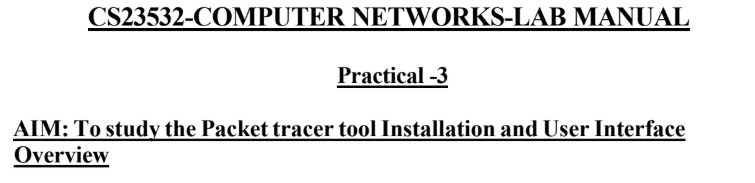 CS23532-COMPUTER NETWORKS-LAB MANUAL
Practical -3
AIM: To study the Packet tracer tool Installation and User Interface
Overview